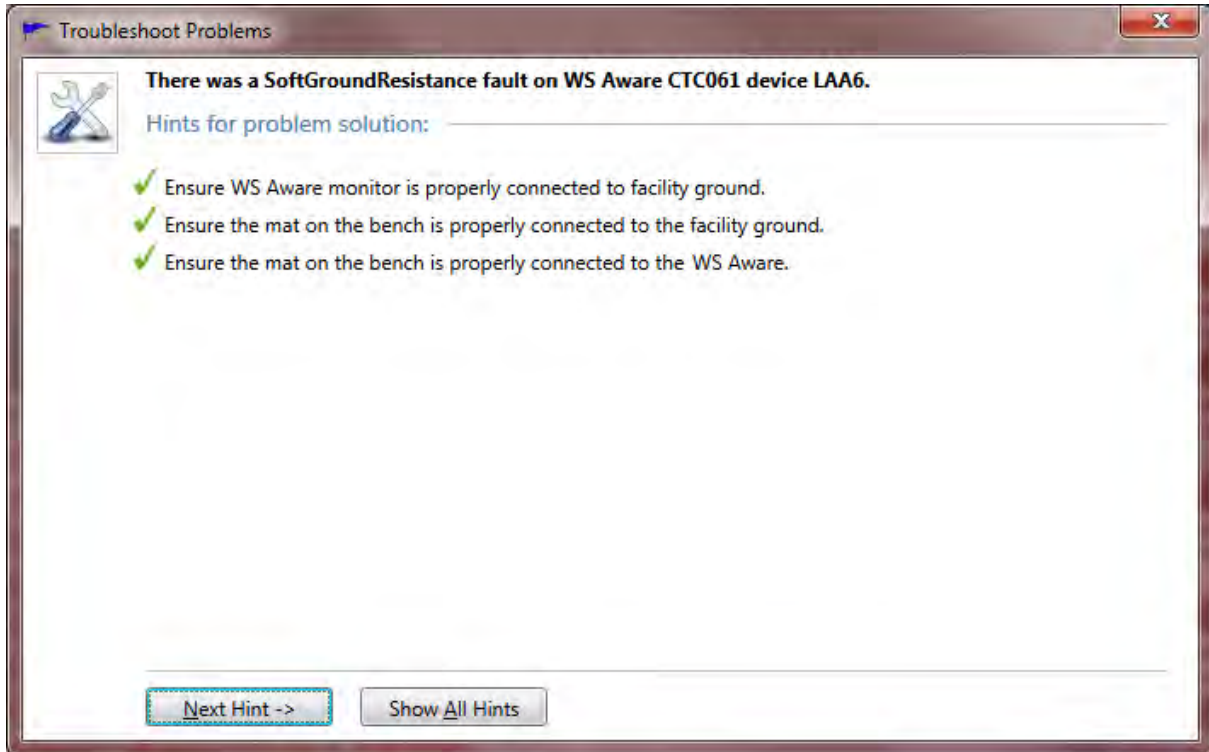 Troubleshoot Problems
There was a SoftGroundResistance fault on WS Aware CTC061 device LAA6.
Hints for problem solution:
Ensure WS Aware monitor is properly connected to facility ground.
Ensure the mat on the bench is properly connected to the facility ground.
Ensure the mat on the bench is properly connected to the WS Aware.
Next Hint -> Show All Hints